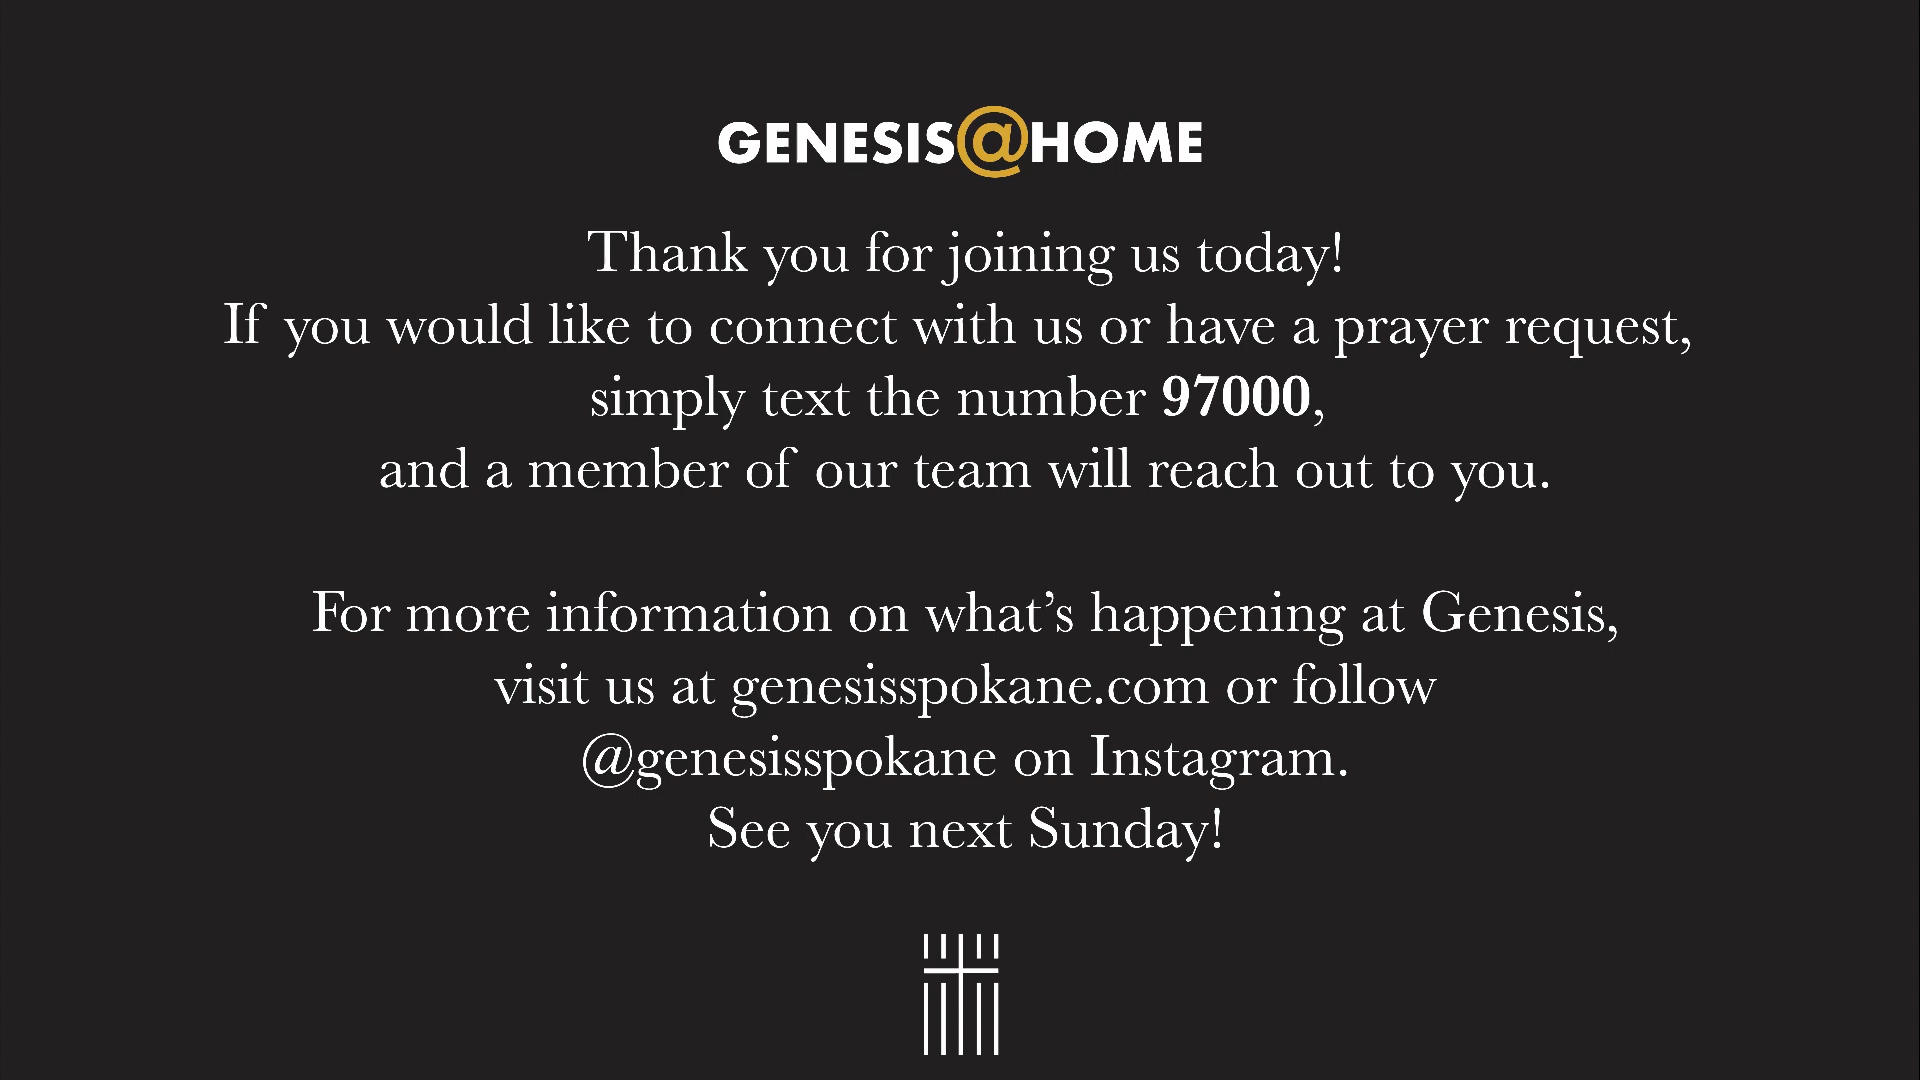 GENESIS@HOME
Thank you for joining us today!
If you would like to connect with us or have a prayer request,
simply text the number 97000,
and a member of our team will reach out to you.
For more information on what’s happening at Genesis,
visit us at genesisspokane.com or follow
@genesisspokane on Instagram.
See you next Sunday!